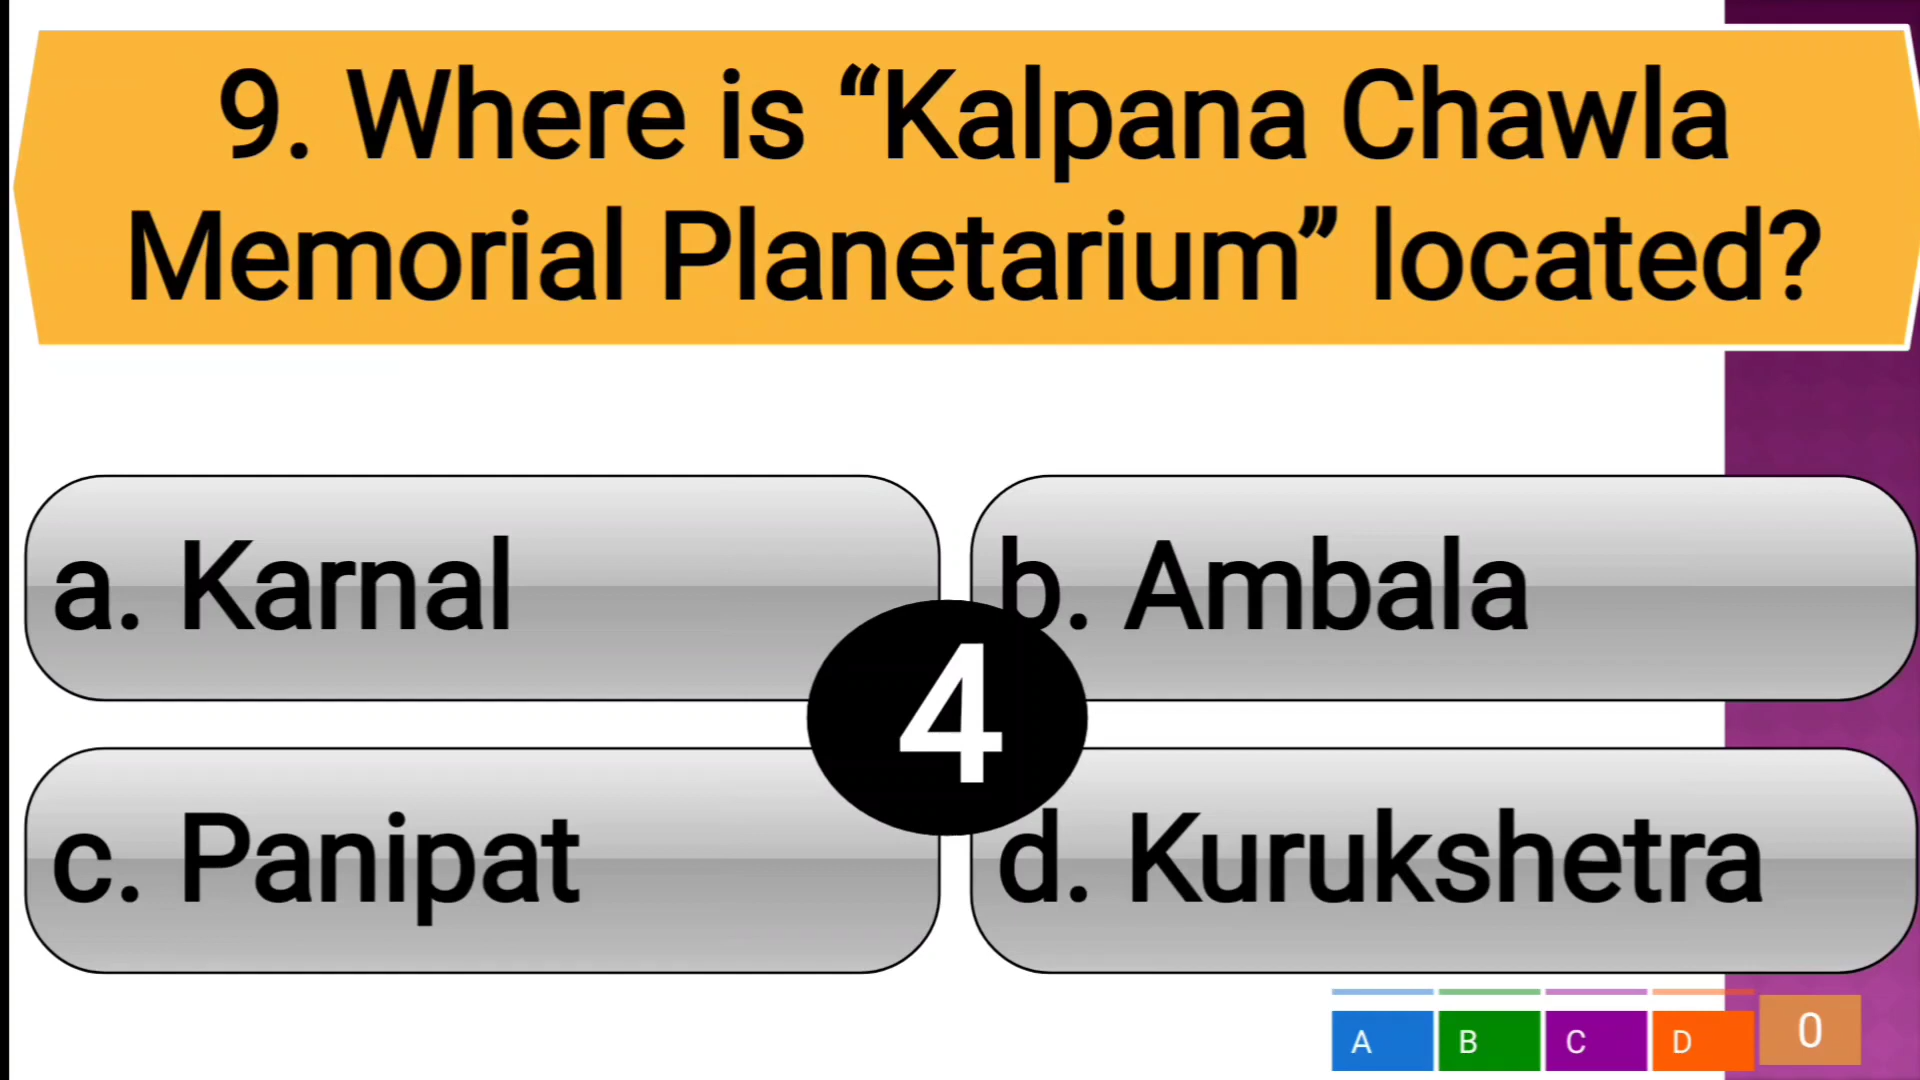 9. Where is “Kalpana Chawla
Memorial Planetarium” located?
a. Karnal
b. Ambala
4
c. Panipat
d. Kurukshetra
A
B
C
D
0